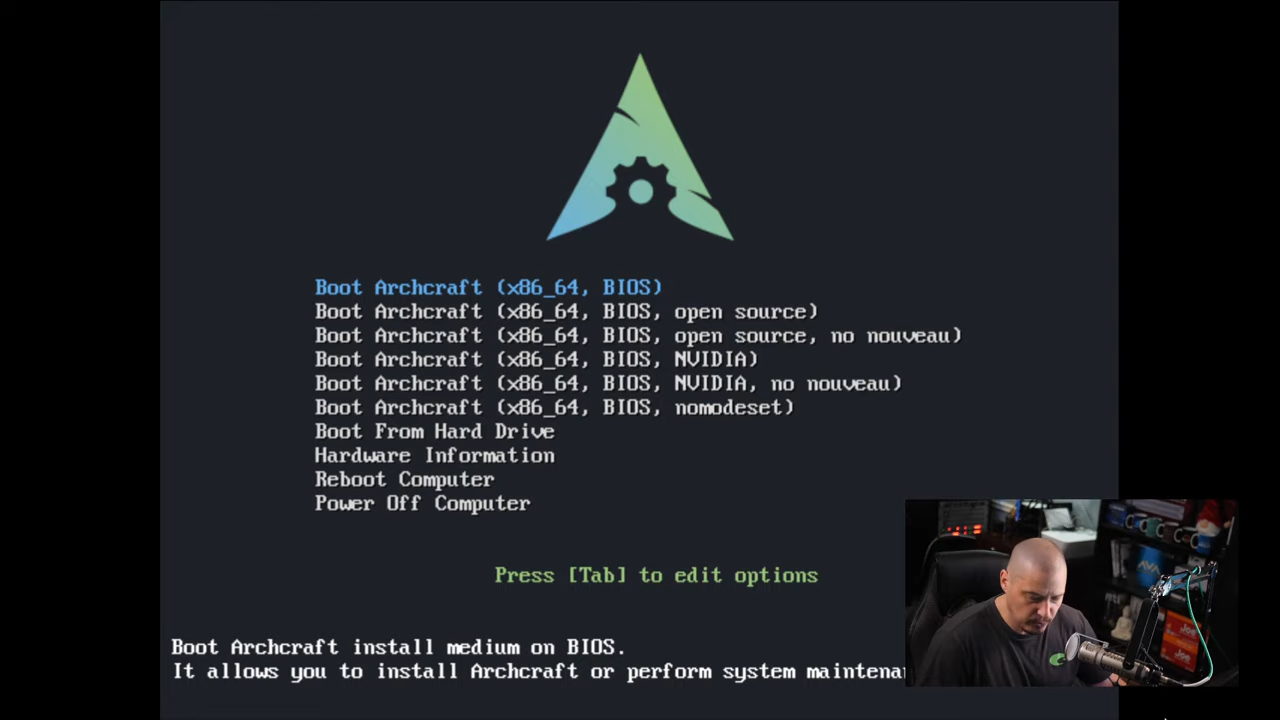 Boot Archcraft (x86_64, BIOS)
Boot Archcraft (x86_64, BIOS, open source)
Boot Archcraft (x86_64, BIOS, open source, no nouveau)
Boot Archcraft (x86_64, BIOS, NVIDIA)
Boot Archcraft (x86_64, BIOS, NVIDIA, no nouveau)
Boot Archcraft (x86_64, BIOS, nomodeset)
Boot From Hard Drive
Hardware Information
Reboot Computer
Power Off Computer
Press [Tab] to edit options
Boot Archcraft install medium on BIOS.
It allows you to install Archcraft or perform system